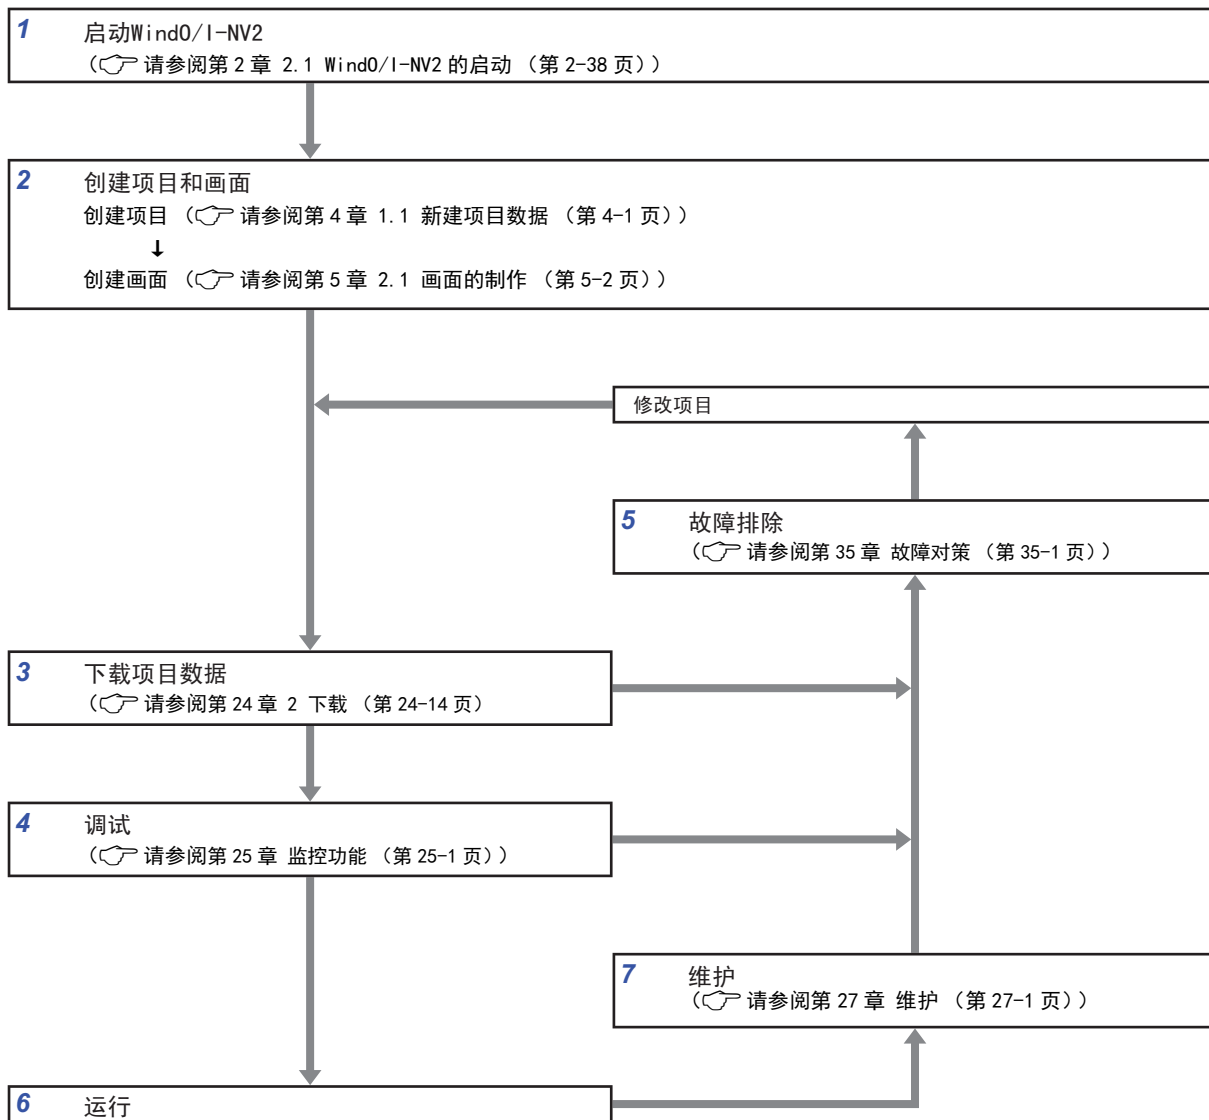 1 启动WindO/I-NV2
（请参阅第 2 章 2.1 WindO/I-NV2 的启动 （第 2-38 页））
2 创建项目和画面
创建项目 （请参阅第 4 章 1.1 新建项目数据 （第 4-1 页））
↓
创建画面 （请参阅第 5 章 2.1 画面的制作 （第 5-2 页））
修改项目
5 故障排除
（请参阅第 35 章 故障对策 （第 35-1 页））
3 下载项目数据
（请参阅第 24 章 2 下载 （第 24-14 页）
4 调试
（请参阅第 25 章 监控功能 （第 25-1 页））
7 维护
（请参阅第 27 章 维护 （第 27-1 页））
6 运行